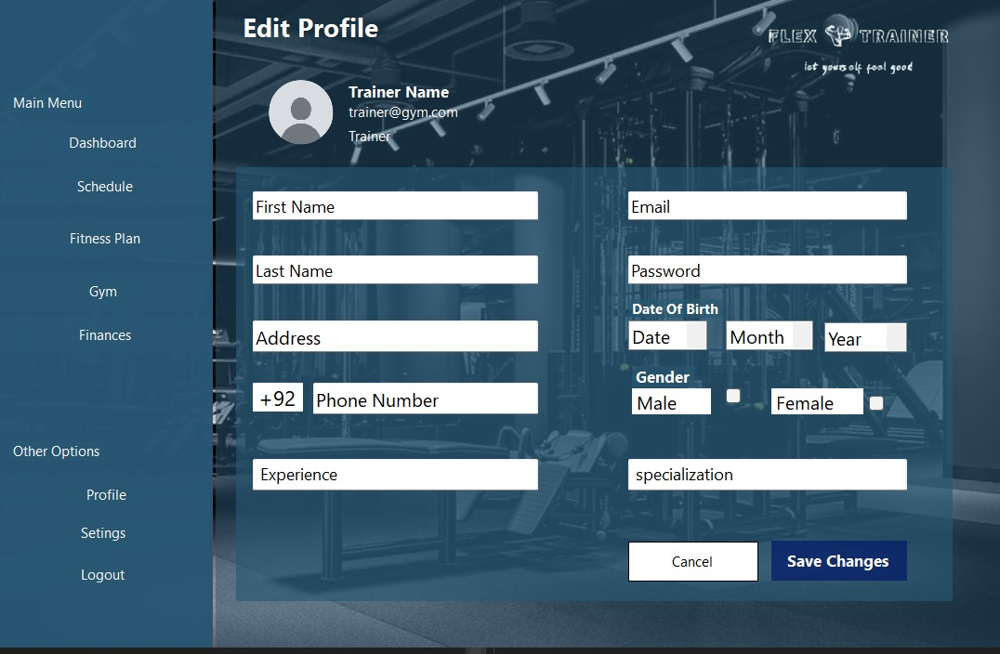 Edit Profile
FLEX TRAINER
let yourself feel good
Trainer Name
trainer@gym.com
Trainer
Main Menu
Dashboard
Schedule
Fitness Plan
Gym
Finances
Other Options
Profile
Setings
Logout
First Name
Email
Last Name
Password
Date Of Birth
Address
Date Month Year
Gender
+92 Phone Number
Male Female
Experience
specialization
Cancel Save Changes